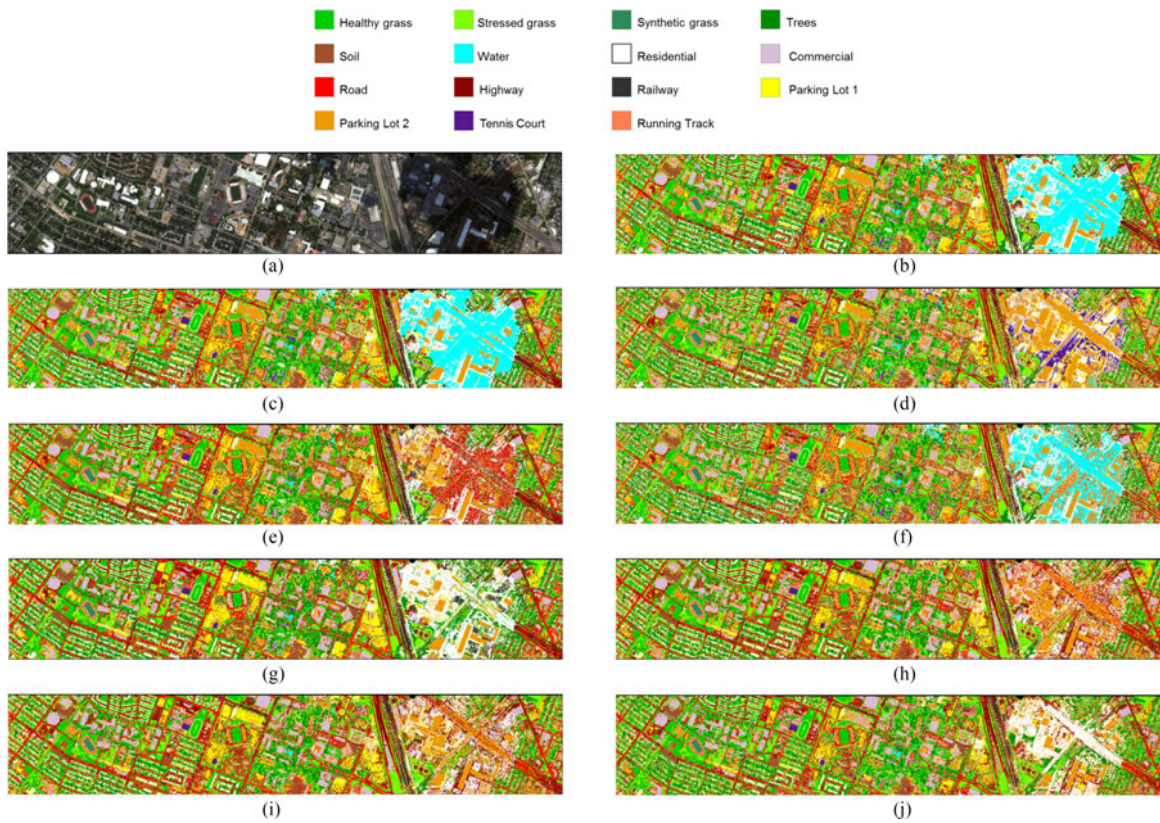 Healthy grass Stressed grass Synthetic grass Trees
Soil Water Residential Commercial
Road Highway Railway Parking Lot 1
Parking Lot 2 Tennis Court Running Track
(a) (b)
(c) (d)
(e) (f)
(g) (h)
(i) (j)